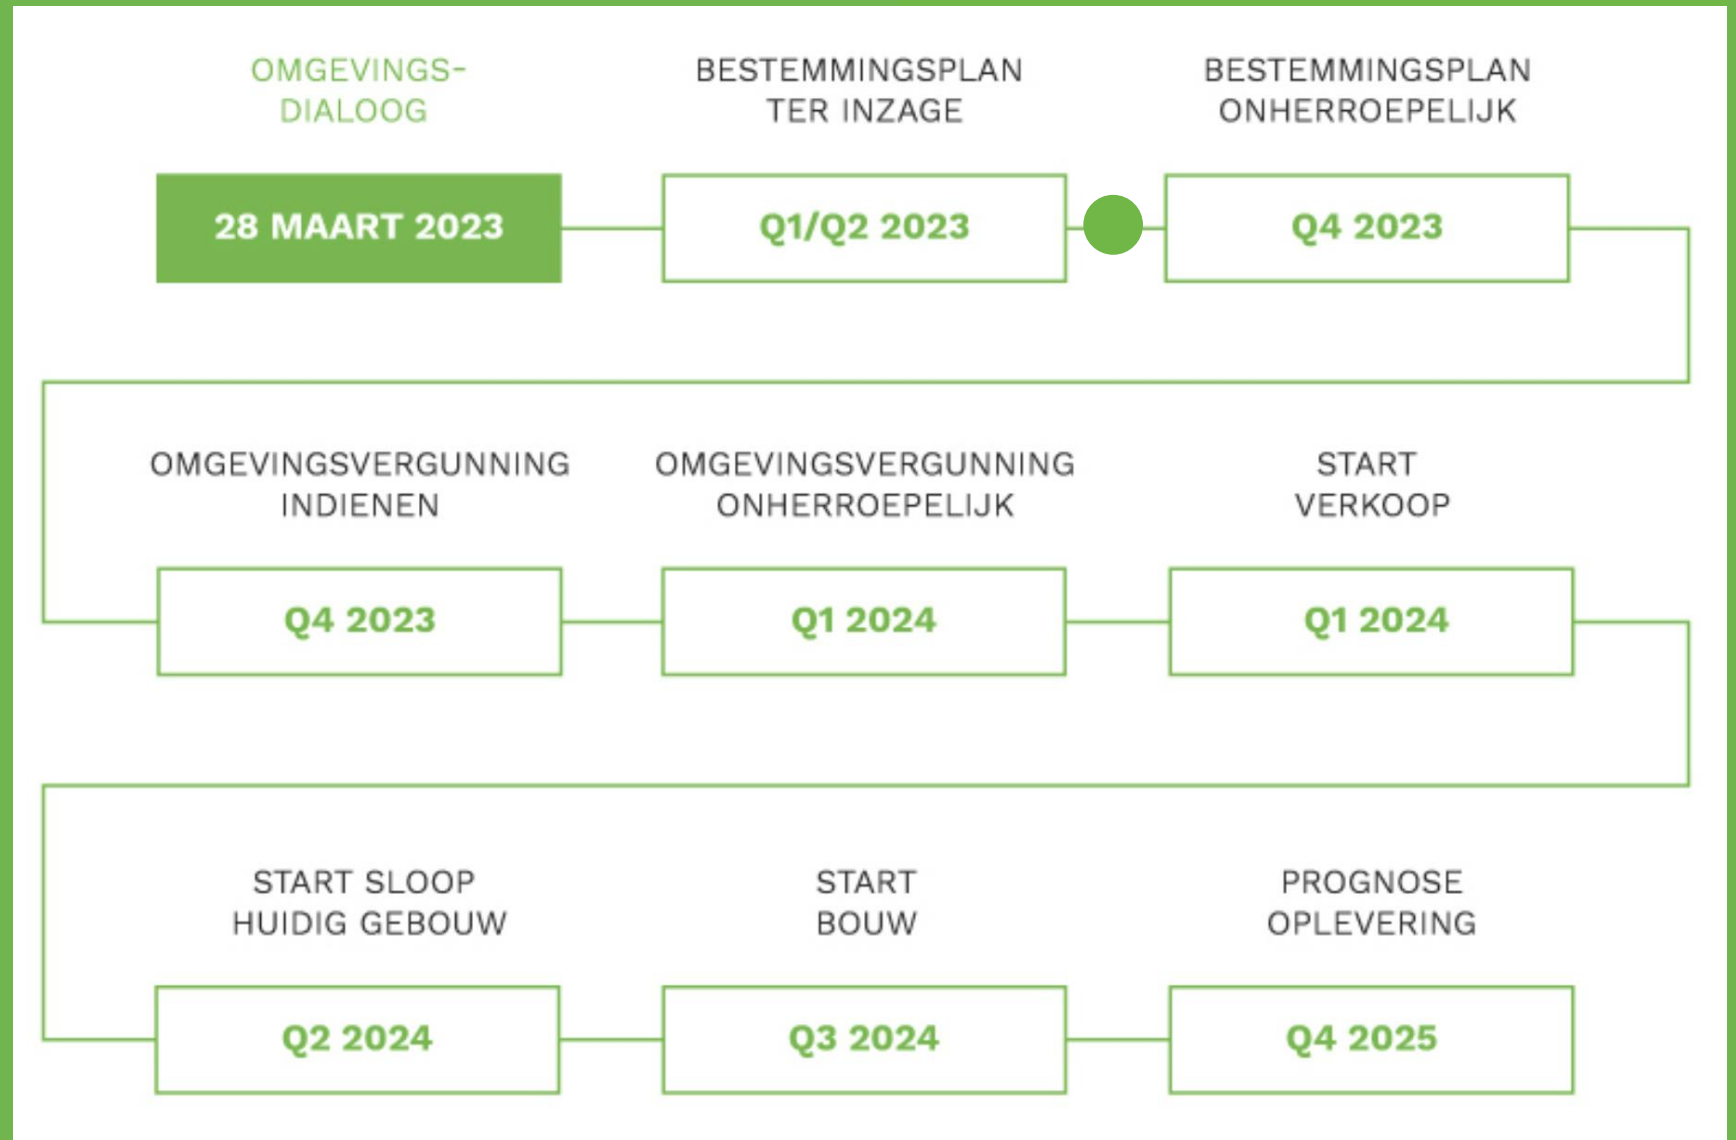 OMGEVINGS-
DIALOOG
28 MAART 2023
BESTEMMINGSPLAN
TER INZAGE
Q1/Q2 2023
BESTEMMINGSPLAN
ONHERROEPELIJK
Q4 2023
OMGEVINGSVERGUNNING
INDIENEN
Q4 2023
OMGEVINGSVERGUNNING
ONHERROEPELIJK
Q1 2024
START
VERKOOP
Q1 2024
START SLOOP
HUIDIG GEBOUW
Q2 2024
START
BOUW
Q3 2024
PROGNOSE
OPLEVERING
Q4 2025